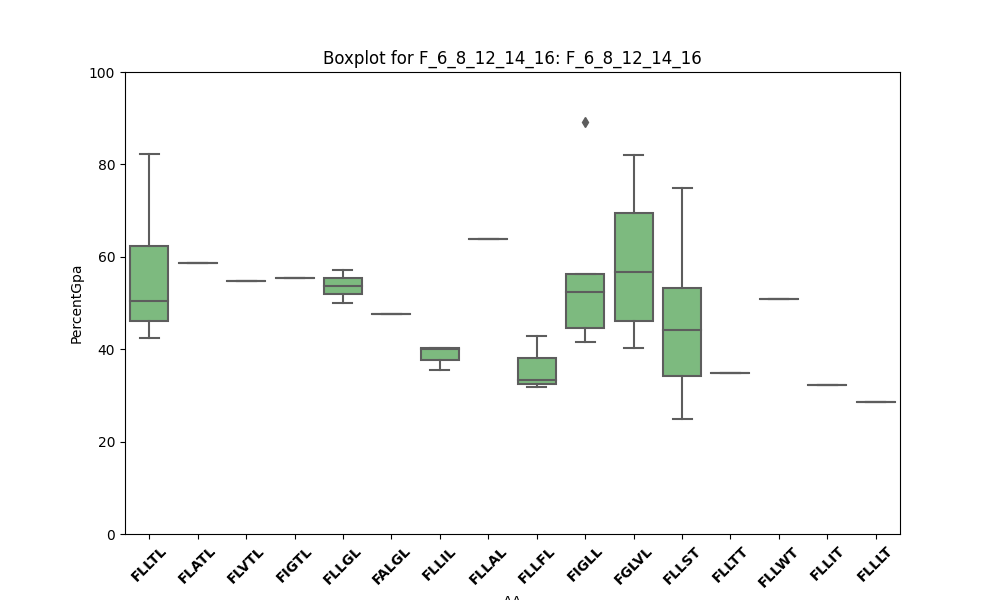 Boxplot for F_6_8_12_14_16: F_6_8_12_14_16
100
80
60
40
20
0
PercentGpa
FLLTL FLATL FLVTL FIGTL FLLGL FALGL FLLIL FLLAL FLLFL FIGLL FGLVL FLLST FLLTT FLLWT FLLIT FLLLT
AA